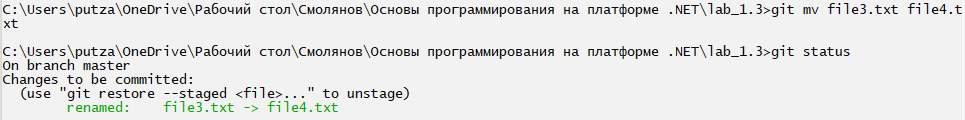 C:\Users\putza\OneDrive\Рабочий стол\Смолянов\Основы программирования на платформе .NET\lab_1.3>git mv file3.txt file4.t
xt
C:\Users\putza\OneDrive\Рабочий стол\Смолянов\Основы программирования на платформе .NET\lab_1.3>git status
On branch master
Changes to be committed:
  (use "git restore --staged <file>..." to unstage)
        renamed:    file3.txt -> file4.txt